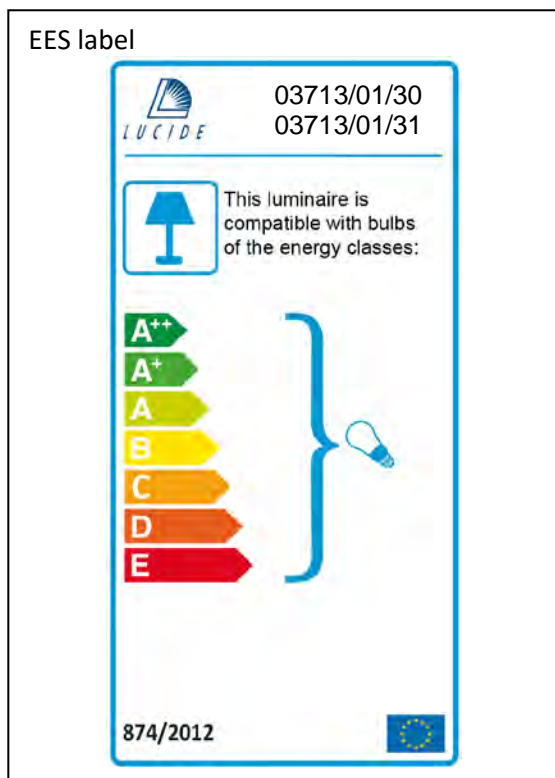 EES label
LUCIDE
03713/01/30
03713/01/31
This luminaire is
compatible with bulbs
of the energy classes:
A++
A+
A
B
C
D
E
874/2012